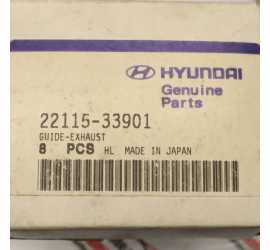 HYUNDAI
Genuine
Parts
22115-33901
GUIDE-EXHAUST
8 PCS HL MADE IN JAPAN